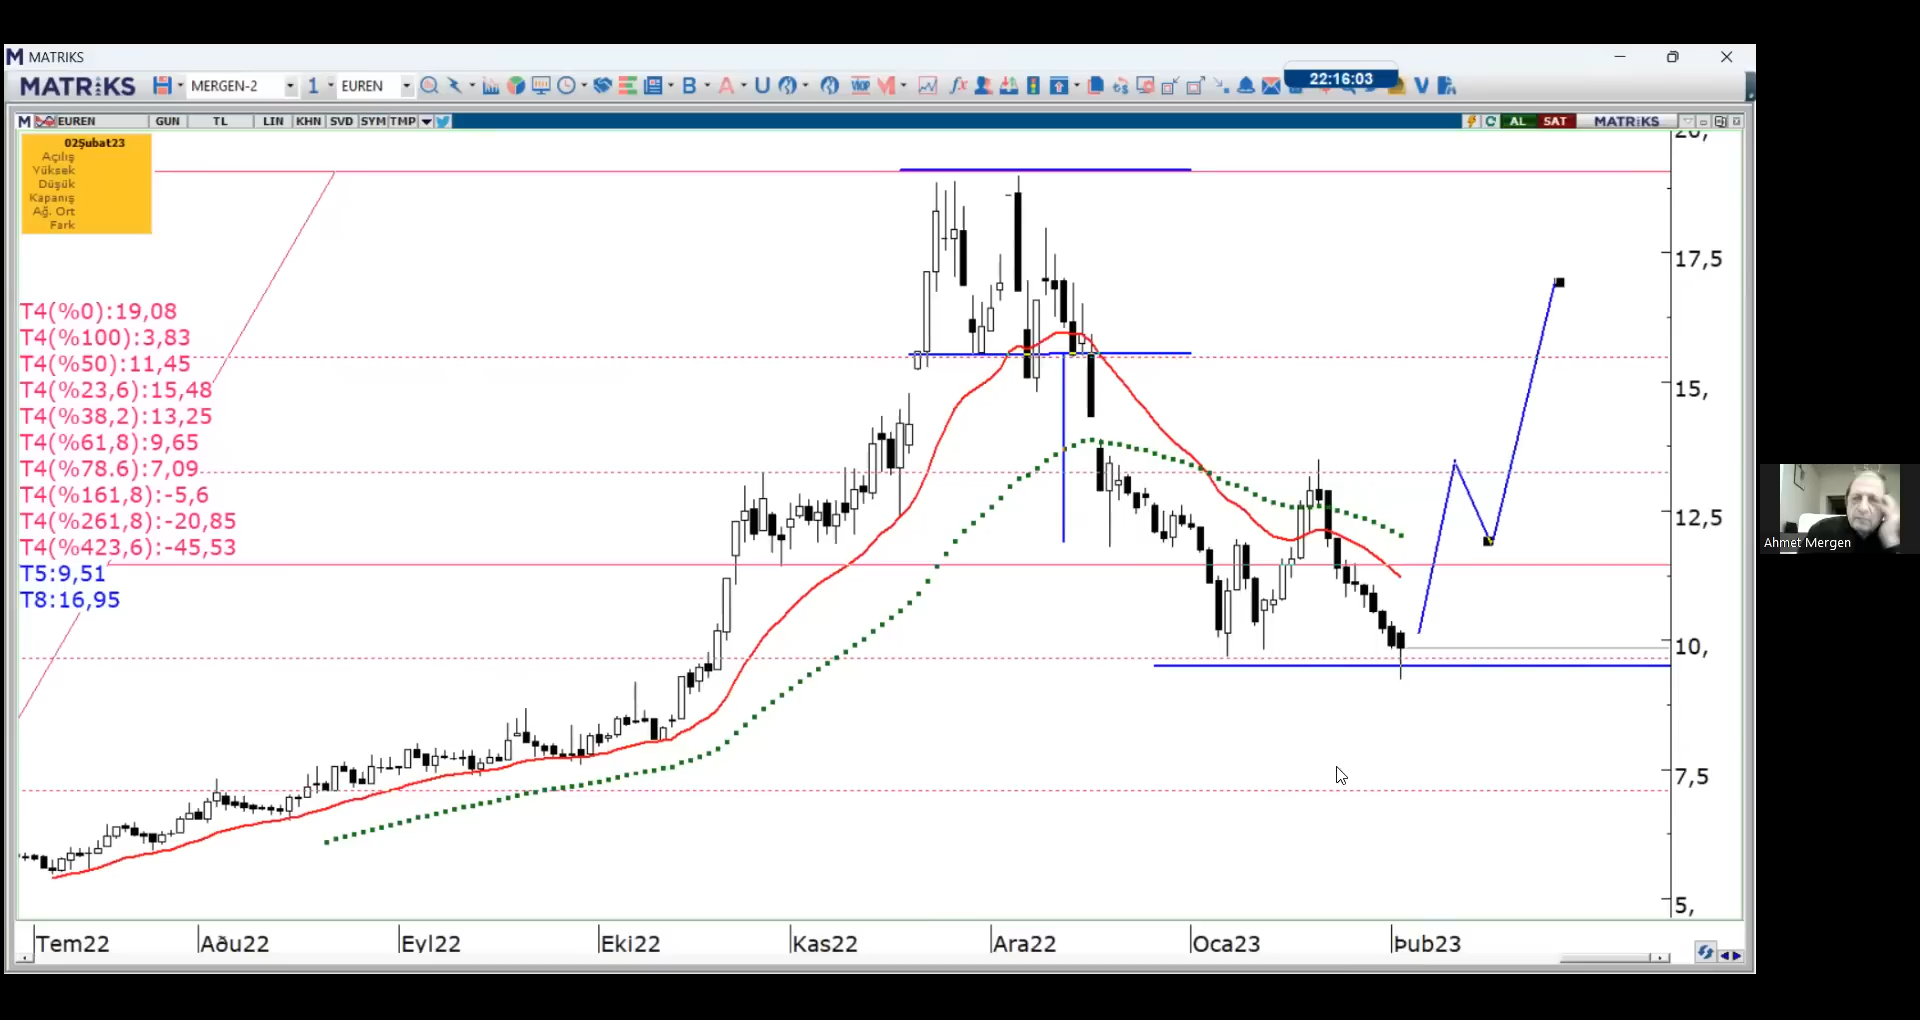 MATRIKS
MATRiKS MERGEN-2 1 EUREN B A U VIOP M fx V
22:16:03
EUREN GUN TL LIN KHN SVD SYM TMP AL SAT MATRiKS
02Şubat23
Açılış
Yüksek
Düşük
Kapanış
Ağ. Ort
Fark
20,
17,5
15,
12,5
10,
7,5
5,
T4(%0):19,08
T4(%100):3,83
T4(%50):11,45
T4(%23,6):15,48
T4(%38,2):13,25
T4(%61,8):9,65
T4(%78.6):7,09
T4(%161,8):-5,6
T4(%261,8):-20,85
T4(%423,6):-45,53
T5:9,51
T8:16,95
Tem22 Aðu22 Eyl22 Eki22 Kas22 Ara22 Oca23 Þub23
Ahmet Mergen